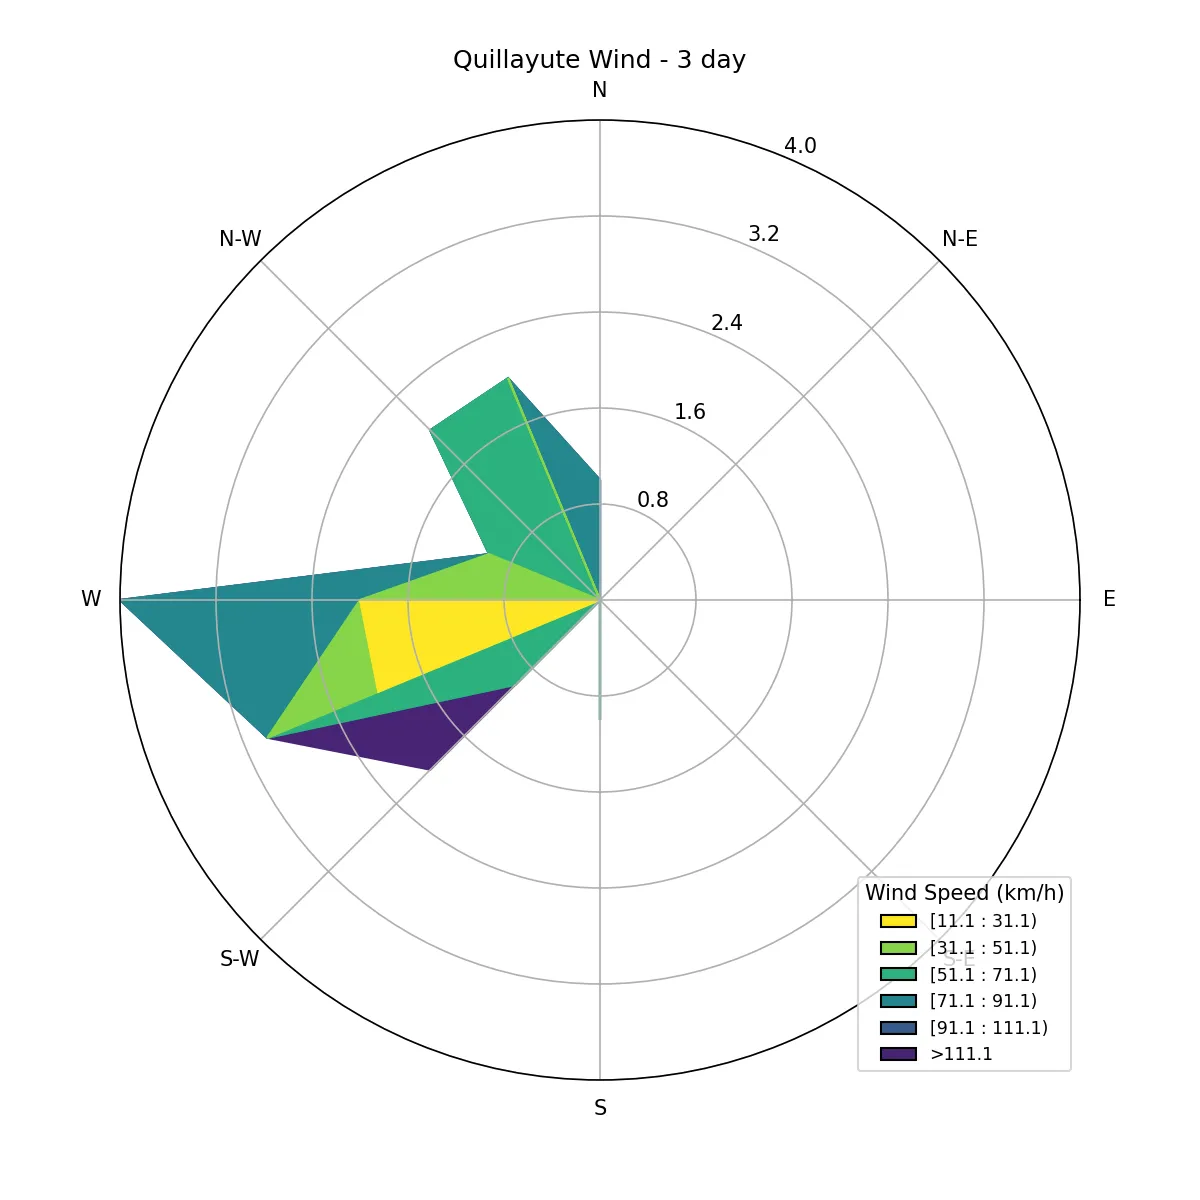 Quillayute Wind - 3 day
N
4.0
N-W
3.2
N-E
2.4
1.6
0.8
W
E
S-W
S-E
S
Wind Speed (km/h)
[11.1 : 31.1)
[31.1 : 51.1)
[51.1 : 71.1)
[71.1 : 91.1)
[91.1 : 111.1)
>111.1